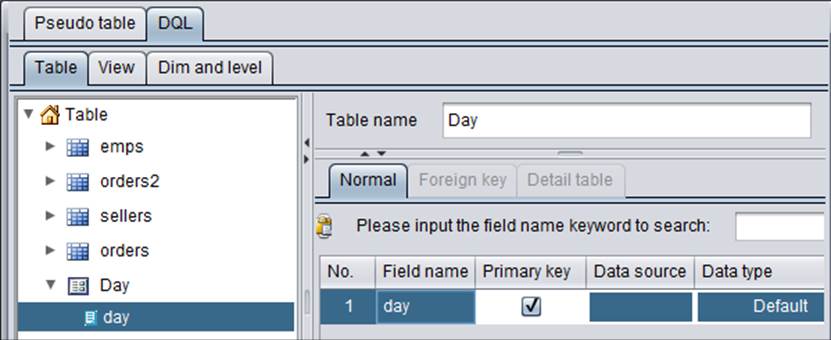 Pseudo table DQL
Table View Dim and level
Table
emps
orders2
sellers
orders
Day
day
Table name Day
Normal Foreign key Detail table
Please input the field name keyword to search:
No. Field name Primary key Data source Data type
1 day Default